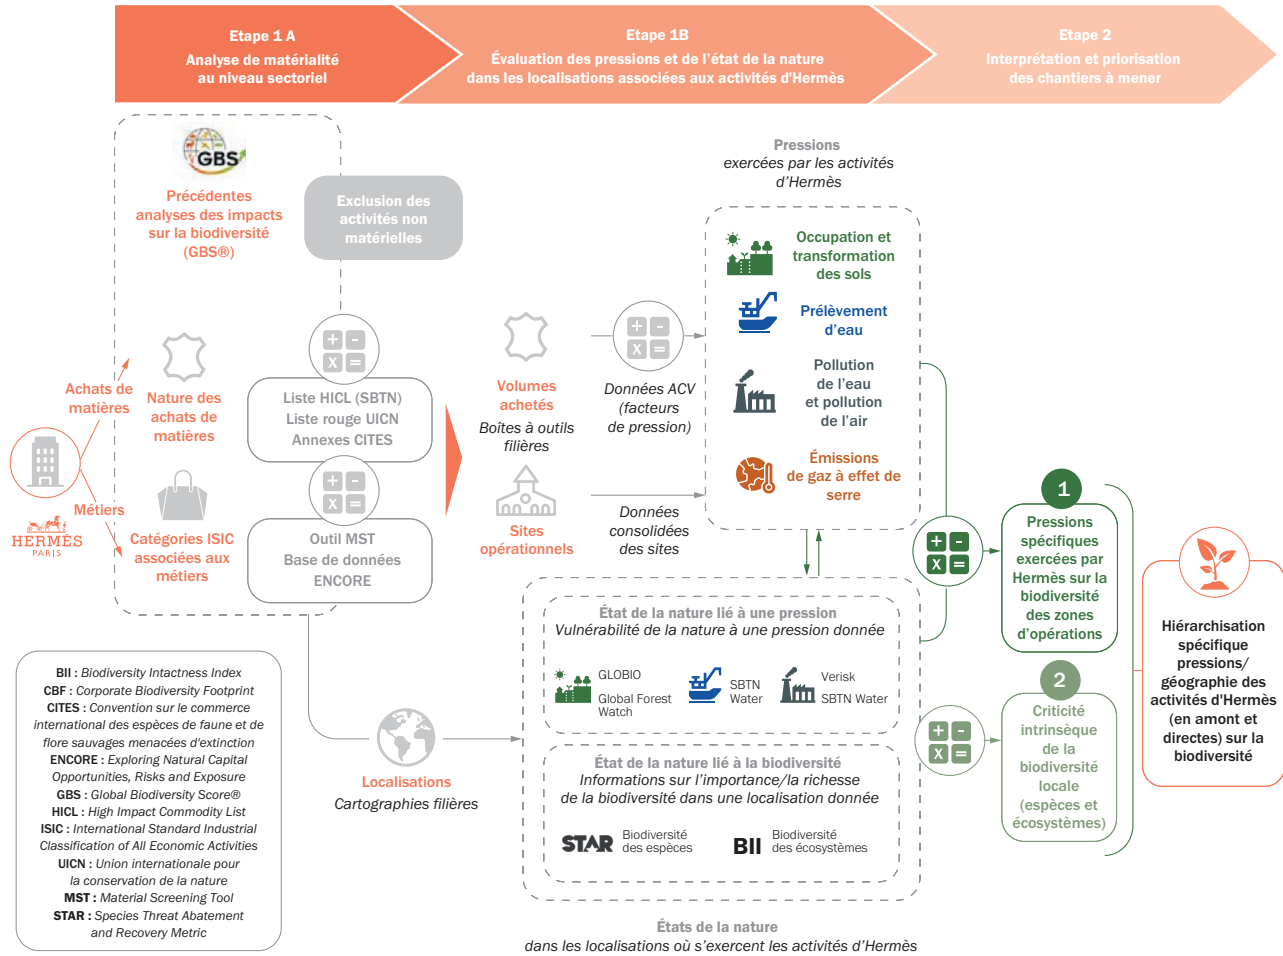 Etape 1 A
Analyse de matérialité
au niveau sectoriel
Etape 1B
Évaluation des pressions et de l'état de la nature
dans les localisations associées aux activités d'Hermès
Etape 2
Interprétation et priorisation
des chantiers à mener
GBS
Précédentes
analyses des impacts
sur la biodiversité
(GBS®)
Exclusion des
activités non
matérielles
Achats de
matières
Nature des
achats de
matières
Métiers
HERMÈS
PARIS
Catégories ISIC
associées aux
métiers
+ -
X =
Liste HICL (SBTN)
Liste rouge UICN
Annexes CITES
+ -
X =
Outil MST
Base de données
ENCORE
Volumes
achetés
Boîtes à outils
filières
Sites
opérationnels
+ -
X =
Données ACV
(facteurs
de pression)
Données
consolidées
des sites
Pressions
exercées par les activités
d'Hermès
Occupation et
transformation
des sols
Prélèvement
d'eau
Pollution
de l'eau
et pollution
de l'air
Émissions
de gaz à effet de
serre
Localisations
Cartographies filières
État de la nature lié à une pression
Vulnérabilité de la nature à une pression donnée
GLOBIO
Global Forest
Watch
SBTN
Water
Verisk
SBTN Water
État de la nature lié à la biodiversité
Informations sur l'importance/la richesse
de la biodiversité dans une localisation donnée
STAR
Biodiversité
des espèces
BII
Biodiversité
des écosystèmes
États de la nature
dans les localisations où s'exercent les activités d'Hermès
+ -
X =
1
Pressions
spécifiques
exercées par
Hermès sur la
biodiversité
des zones
d'opérations
+ -
X =
2
Criticité
intrinsèque
de la
biodiversité
locale
(espèces et
écosystèmes)
Hiérarchisation
spécifique
pressions/
géographie des
activités d'Hermès
(en amont et
directes) sur la
biodiversité
BII : Biodiversity Intactness Index
CBF : Corporate Biodiversity Footprint
CITES : Convention sur le commerce
international des espèces de faune et de
flore sauvages menacées d'extinction
ENCORE : Exploring Natural Capital
Opportunities, Risks and Exposure
GBS : Global Biodiversity Score®
HICL : High Impact Commodity List
ISIC : International Standard Industrial
Classification of All Economic Activities
UICN : Union internationale pour
la conservation de la nature
MST : Material Screening Tool
STAR : Species Threat Abatement
and Recovery Metric